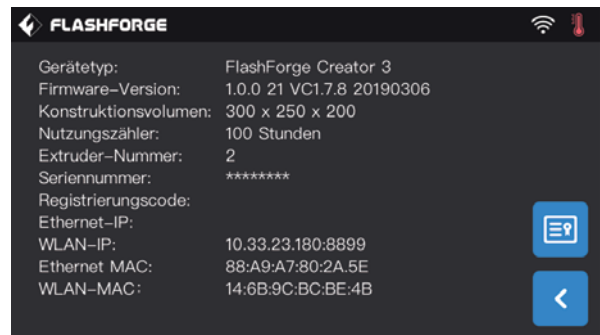 FLASHFORGE
Gerätetyp: FlashForge Creator 3
Firmware-Version: 1.0.0 21 VC1.7.8 20190306
Konstruktionsvolumen: 300 x 250 x 200
Nutzungszähler: 100 Stunden
Extruder-Nummer: 2
Seriennummer: ********
Registrierungscode:
Ethernet-IP:
WLAN-IP: 10.33.23.180:8899
Ethernet MAC: 88:A9:A7:80:2A.5E
WLAN-MAC: 14:6B:9C:BC:BE:4B